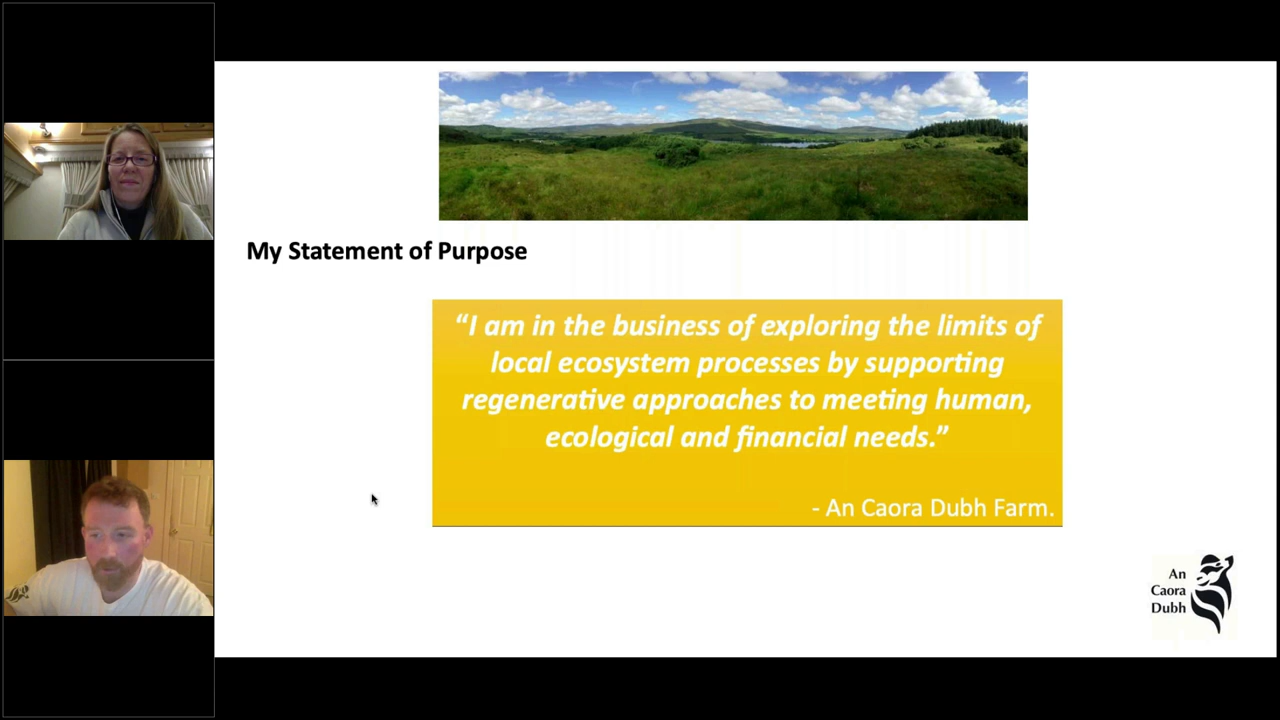 My Statement of Purpose
“I am in the business of exploring the limits of
local ecosystem processes by supporting
regenerative approaches to meeting human,
ecological and financial needs.”
- An Caora Dubh Farm.
An
Caora
Dubh